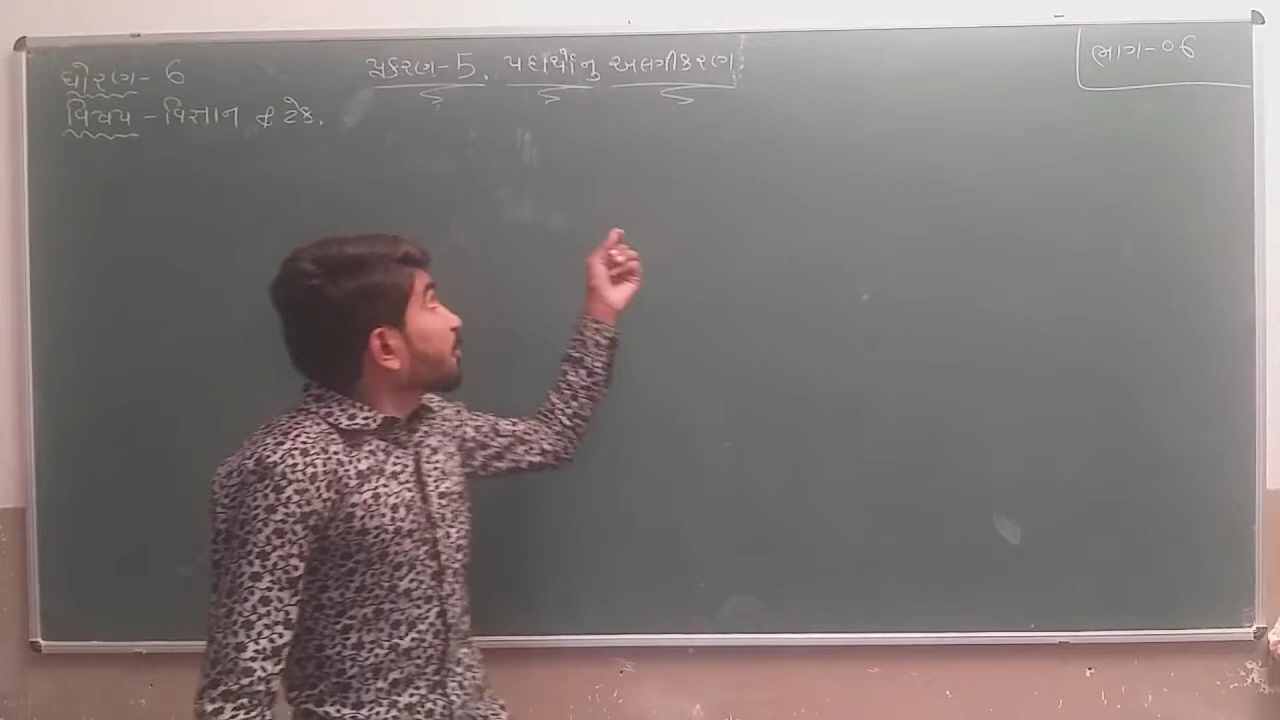 ધોરણ- 6
પ્રકરણ-5. પદાર્થોનુ અલગીકરણ.
ભાગ-06
વિષય - વિજ્ઞાન & ટેક.